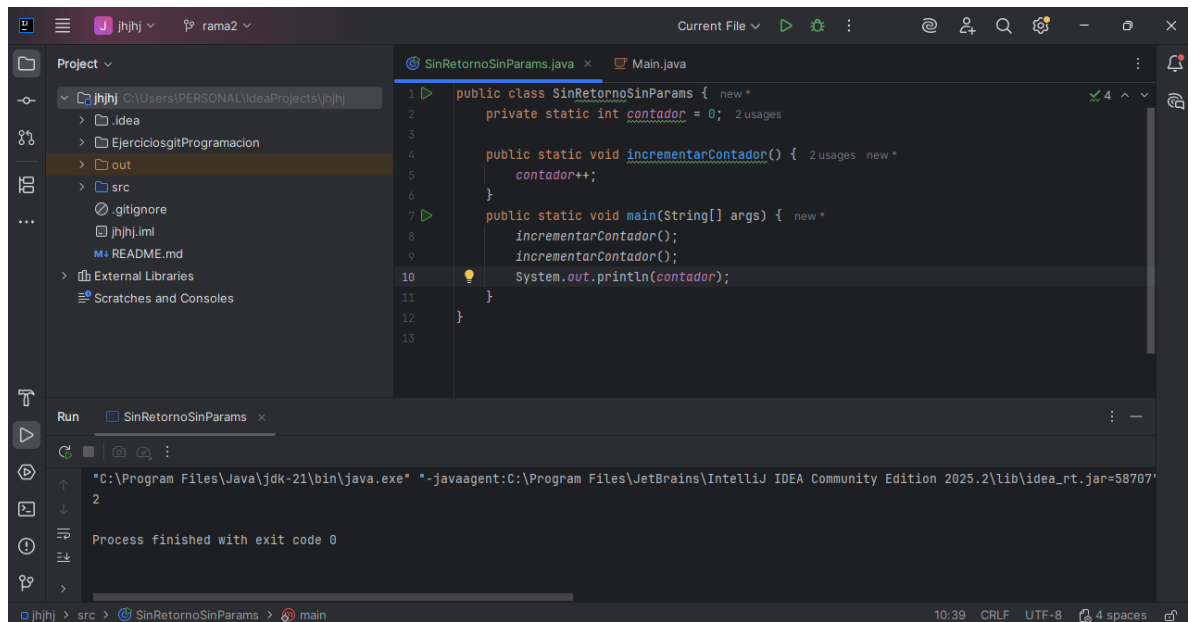 J jhjhj rama2 Current File
Project
SinRetornoSinParams.java Main.java
jhjhj C:\Users\PERSONAL\IdeaProjects\jhjhj
.idea
EjerciciosgitProgramacion
out
src
.gitignore
jhjhj.iml
M↓ README.md
External Libraries
Scratches and Consoles
4
1 public class SinRetornoSinParams { new *
2 private static int contador = 0; 2 usages
3
4 public static void incrementarContador() { 2 usages new *
5 contador++;
6 }
7 public static void main(String[] args) { new *
8 incrementarContador();
9 incrementarContador();
10 System.out.println(contador);
11 }
12 }
13
Run SinRetornoSinParams
"C:\Program Files\Java\jdk-21\bin\java.exe" "-javaagent:C:\Program Files\JetBrains\IntelliJ IDEA Community Edition 2025.2\lib\idea_rt.jar=58707"
2
Process finished with exit code 0
jhjhj > src > SinRetornoSinParams > main 10:39 CRLF UTF-8 4 spaces